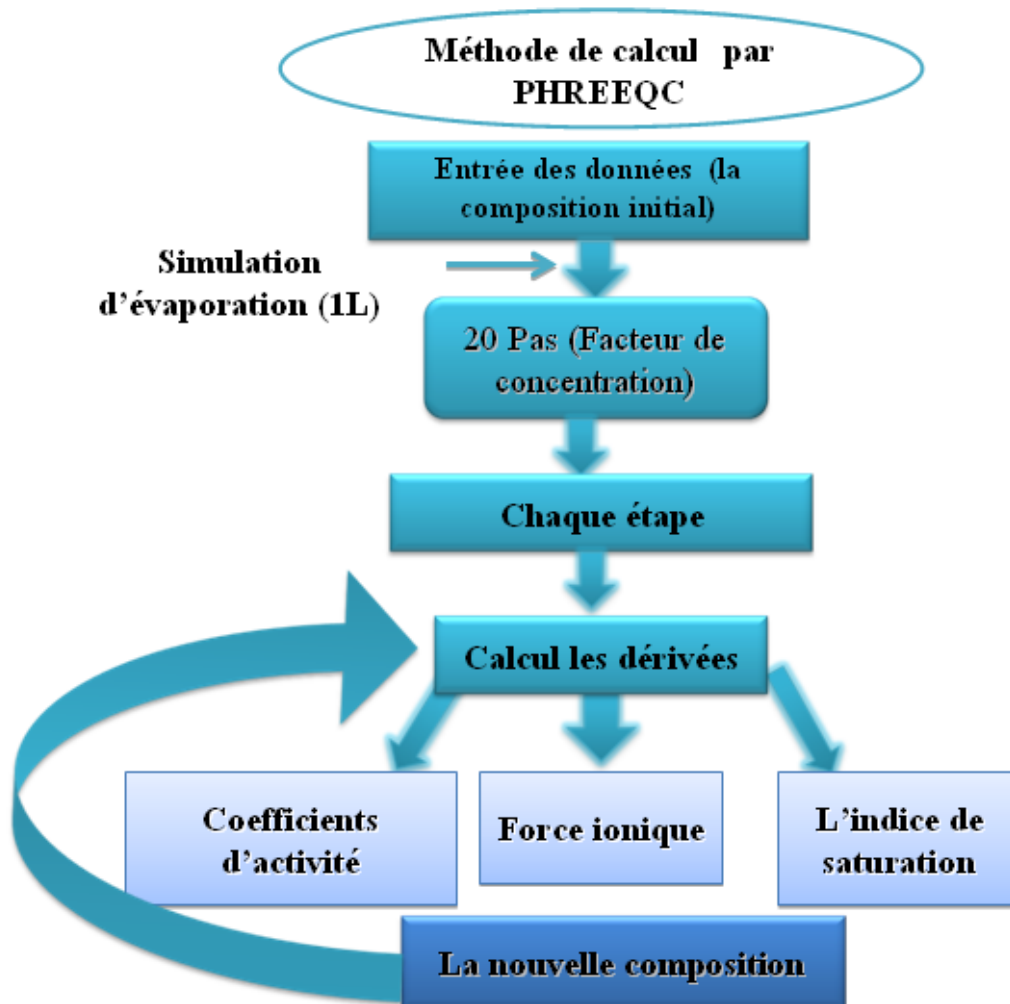 Méthode de calcul par
PHREEQC
Entrée des données (la
composition initial)
Simulation
d'évaporation (1L)
20 Pas (Facteur de
concentration)
Chaque étape
Calcul les dérivées
Coefficients
d'activité
Force ionique
L'indice de
saturation
La nouvelle composition